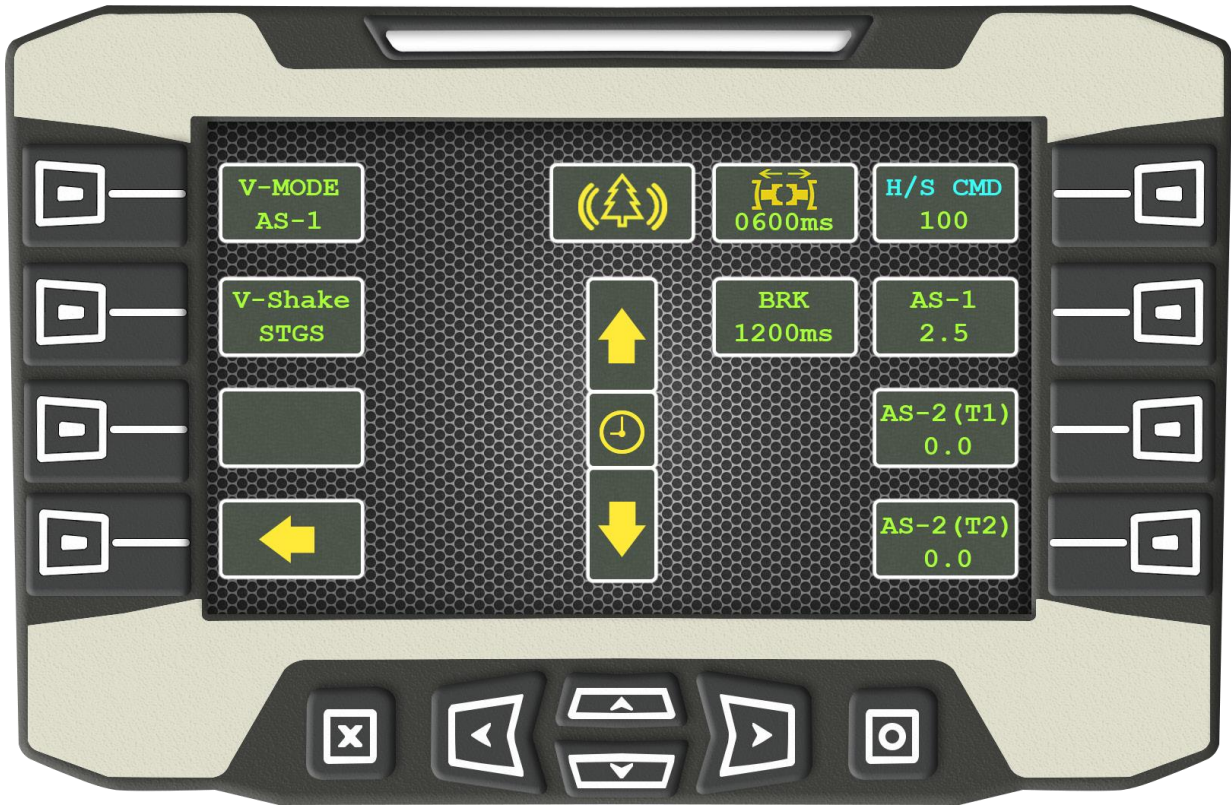 V-MODE
AS-1
0600ms
H/S CMD
100
V-Shake
STGS
BRK
1200ms
AS-1
2.5
AS-2(T1)
0.0
AS-2(T2)
0.0